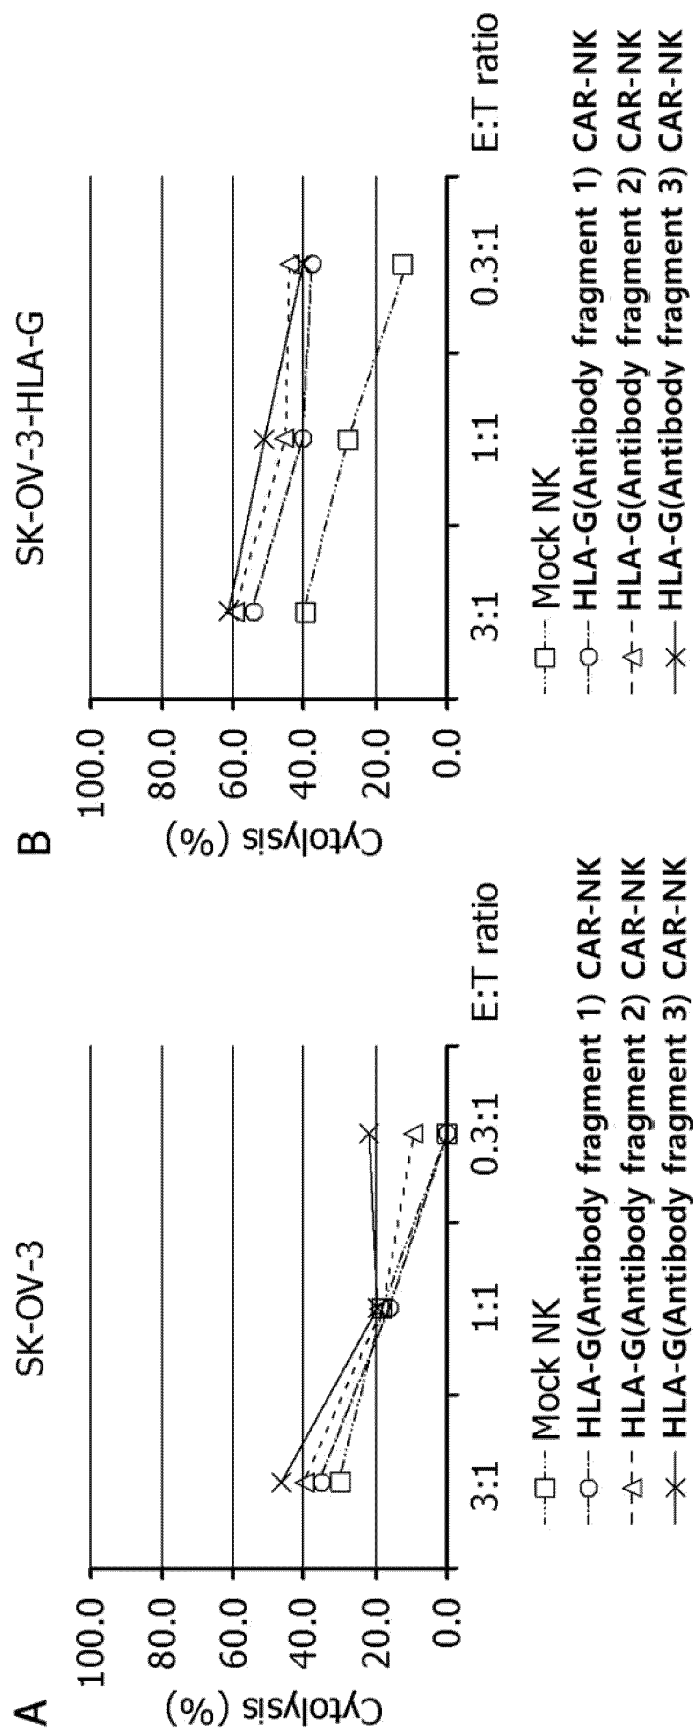 A
SK-OV-3
Cytolysis (%)
100.0
80.0
60.0
40.0
20.0
0.0
3:1
1:1
0.3:1
E:T ratio
Mock NK
HLA-G(Antibody fragment 1) CAR-NK
HLA-G(Antibody fragment 2) CAR-NK
HLA-G(Antibody fragment 3) CAR-NK
B
SK-OV-3-HLA-G
Cytolysis (%)
100.0
80.0
60.0
40.0
20.0
0.0
3:1
1:1
0.3:1
E:T ratio
Mock NK
HLA-G(Antibody fragment 1) CAR-NK
HLA-G(Antibody fragment 2) CAR-NK
HLA-G(Antibody fragment 3) CAR-NK